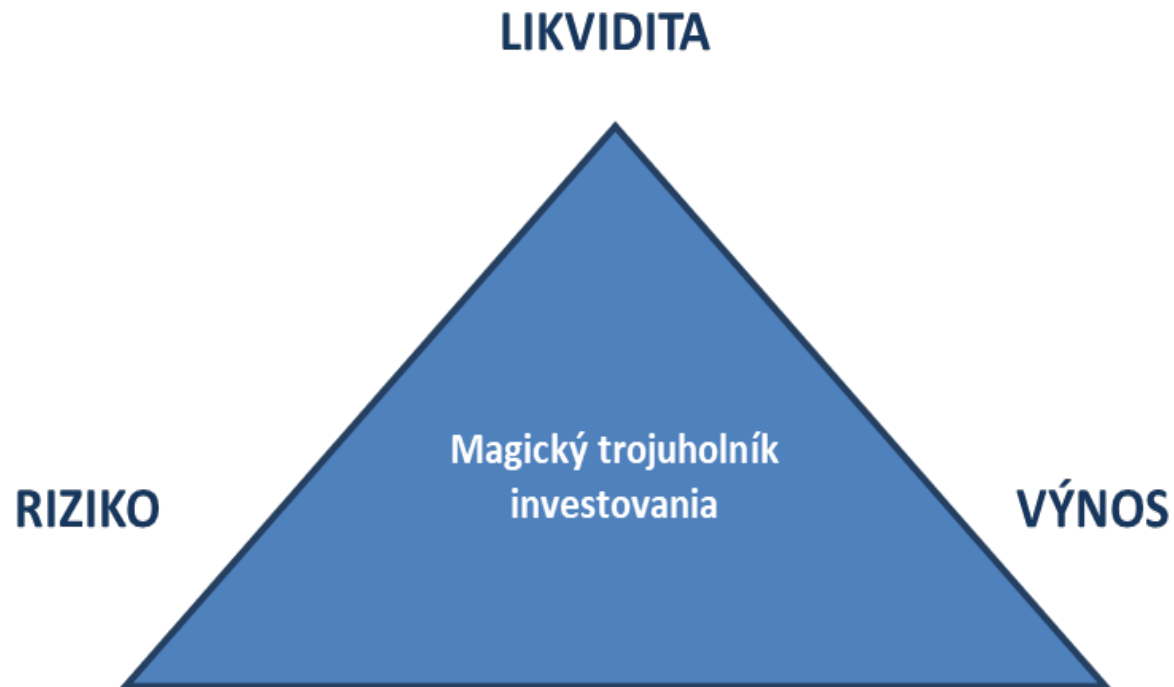 LIKVIDITA
Magický trojuholník
investovania
RIZIKO
VÝNOS